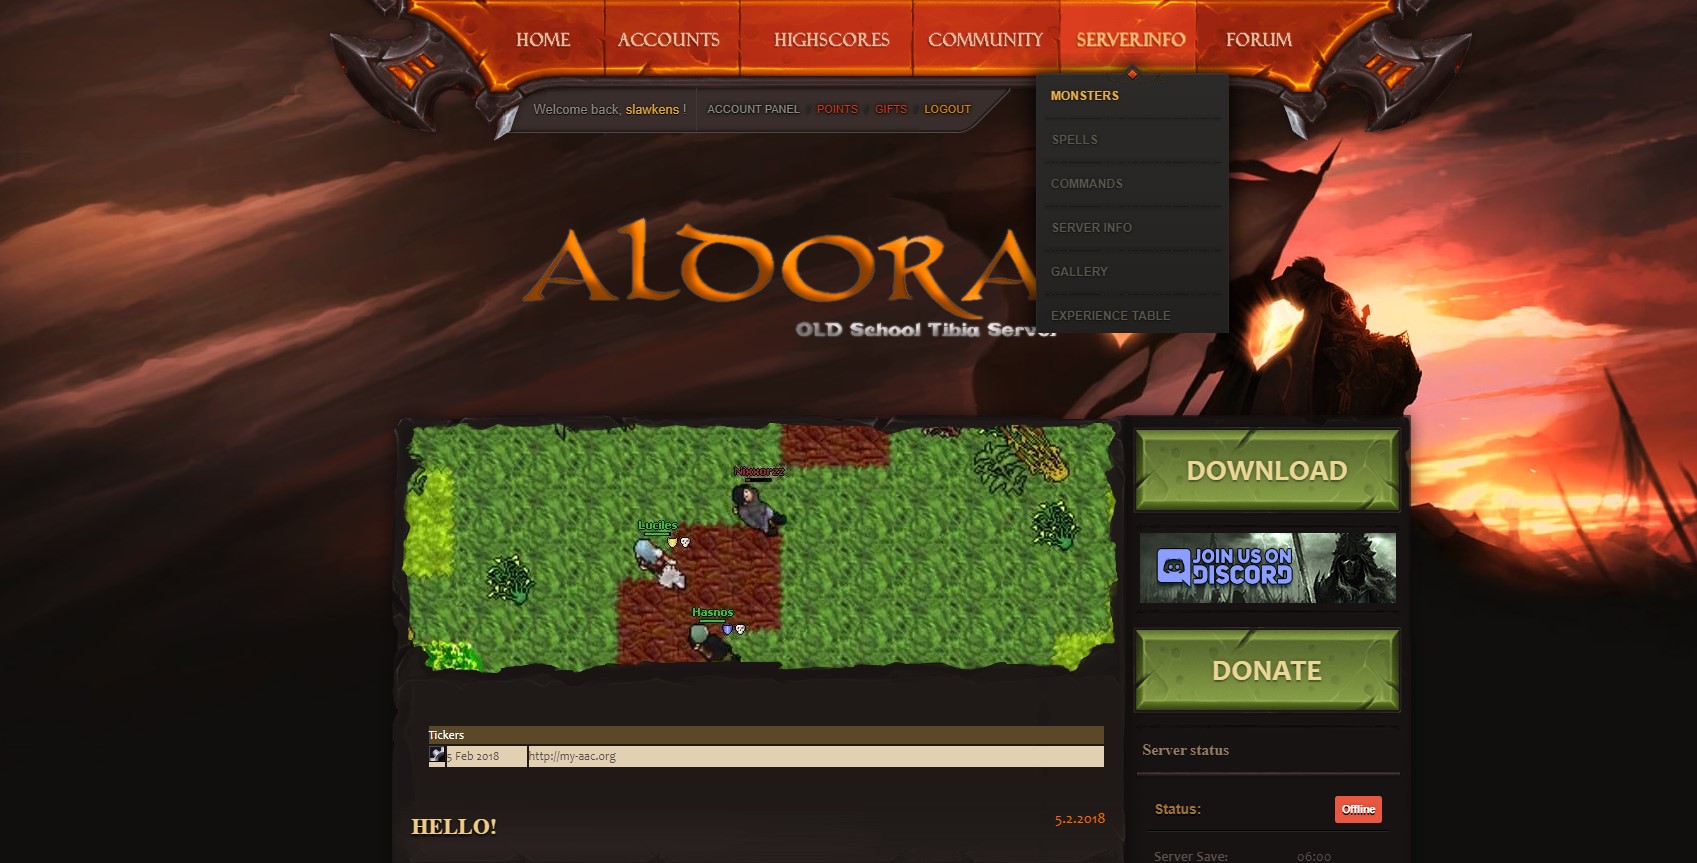 HOME ACCOUNTS HIGHSCORES COMMUNITY SERVERINFO FORUM
Welcome back, slawkens ! ACCOUNT PANEL / POINTS / GIFTS / LOGOUT
MONSTERS
SPELLS
COMMANDS
SERVER INFO
GALLERY
EXPERIENCE TABLE
ALDORA
OLD School Tibia Server
Nixxorzz
Luciles
Hasnos
DOWNLOAD
JOIN US ON
DISCORD
DONATE
Tickers
5 Feb 2018 http://my-aac.org
HELLO! 5.2.2018
Server status
Status: Offline
Server Save: 06:00